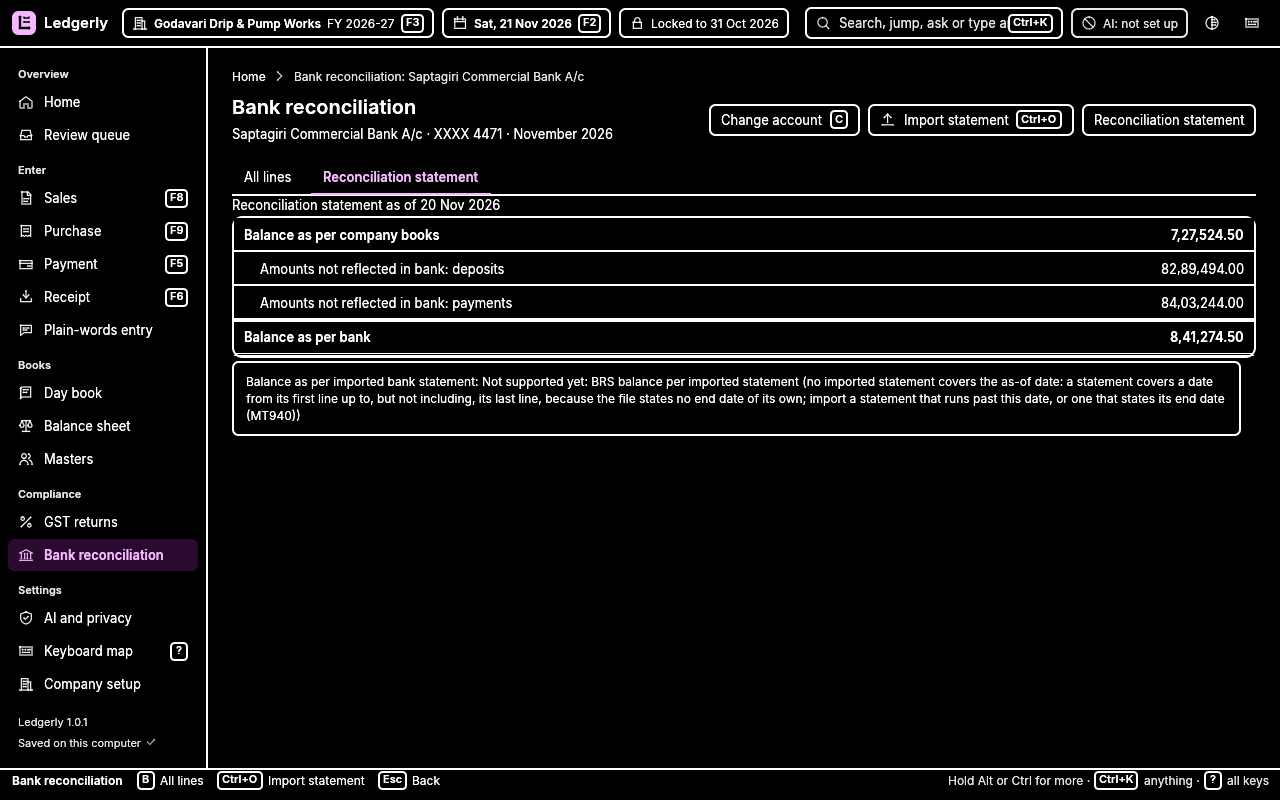 Ledgerly
Godavari Drip & Pump Works FY 2026-27 F3
Sat, 21 Nov 2026 F2
Locked to 31 Oct 2026
Search, jump, ask or type a Ctrl+K
AI: not set up
Overview
Home
Review queue
Enter
Sales F8
Purchase F9
Payment F5
Receipt F6
Plain-words entry
Books
Day book
Balance sheet
Masters
Compliance
GST returns
Bank reconciliation
Settings
AI and privacy
Keyboard map ?
Company setup
Ledgerly 1.0.1
Saved on this computer
Home > Bank reconciliation: Saptagiri Commercial Bank A/c
Bank reconciliation
Saptagiri Commercial Bank A/c · XXXX 4471 · November 2026
Change account C
Import statement Ctrl+O
Reconciliation statement
All lines
Reconciliation statement
Reconciliation statement as of 20 Nov 2026
Balance as per company books 7,27,524.50
Amounts not reflected in bank: deposits 82,89,494.00
Amounts not reflected in bank: payments 84,03,244.00
Balance as per bank 8,41,274.50
Balance as per imported bank statement: Not supported yet: BRS balance per imported statement (no imported statement covers the as-of date: a statement covers a date
from its first line up to, but not including, its last line, because the file states no end date of its own; import a statement that runs past this date, or one that states its end date
(MT940))
Bank reconciliation B All lines Ctrl+O Import statement Esc Back
Hold Alt or Ctrl for more · Ctrl+K anything · ? all keys